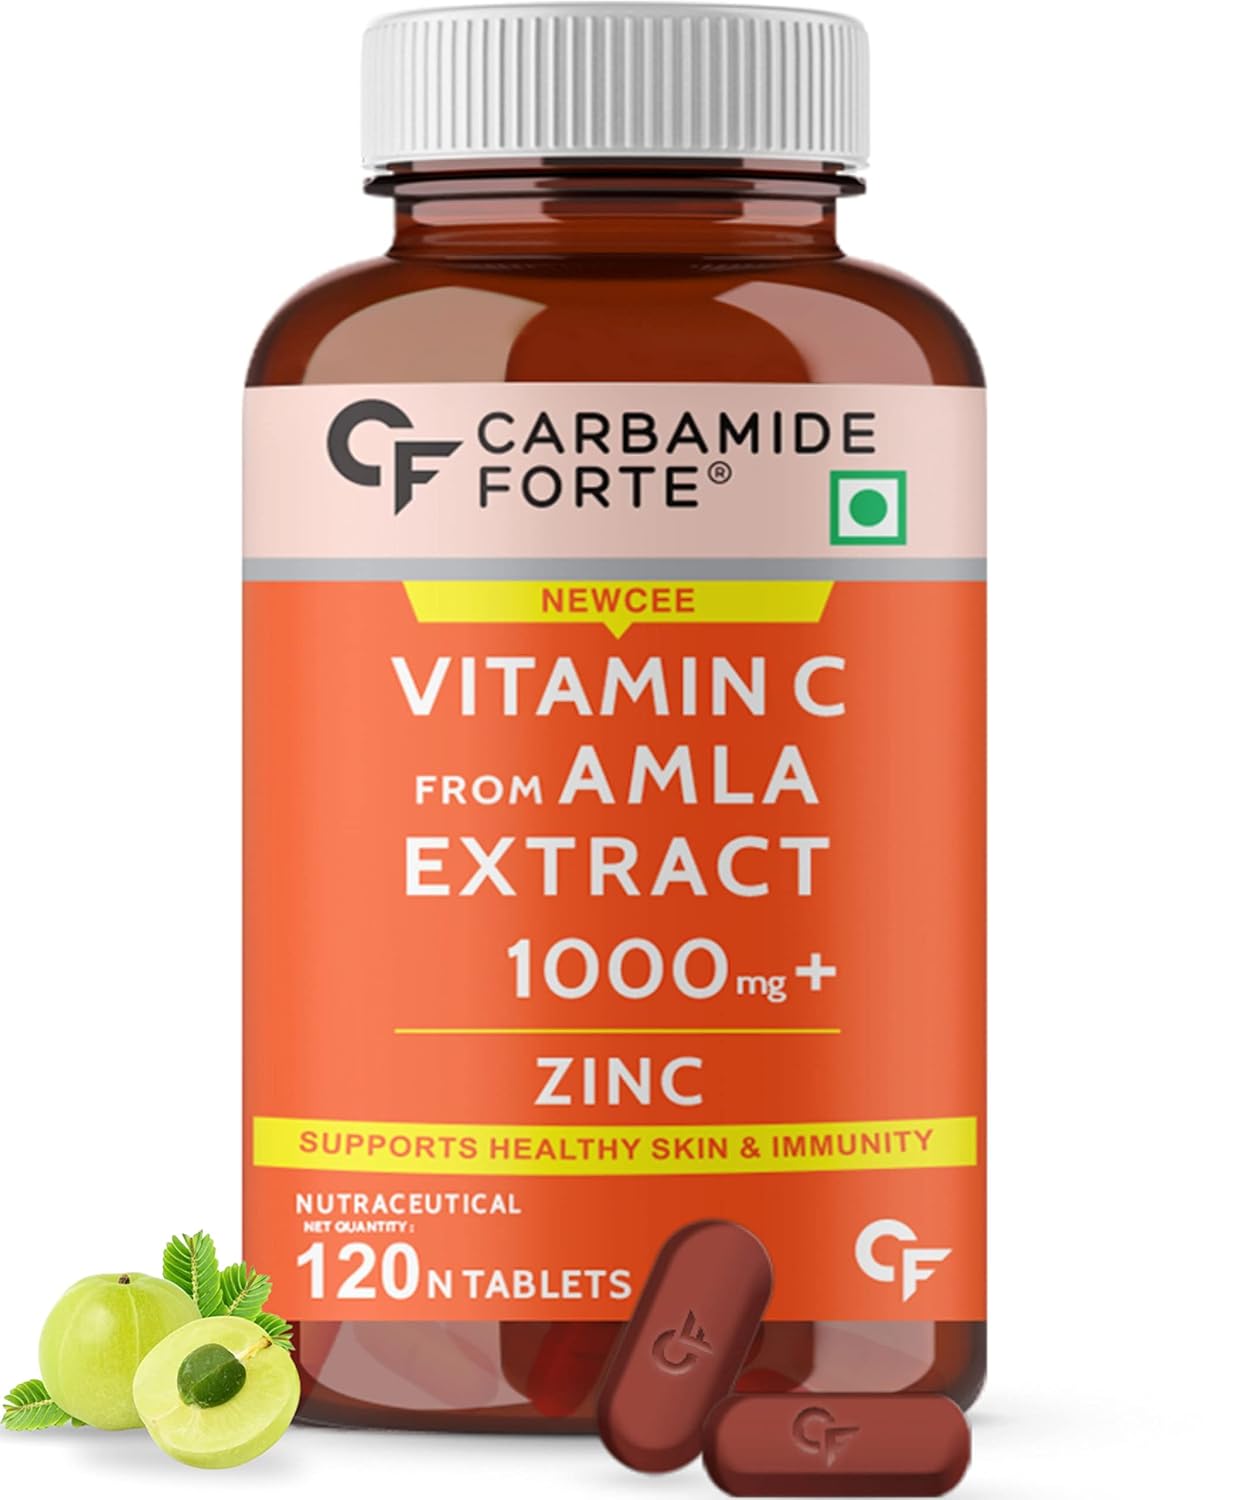 CF CARBAMIDE
FORTE®
NEWCEE
VITAMIN C
FROM AMLA
EXTRACT
1000mg +
ZINC
SUPPORTS HEALTHY SKIN & IMMUNITY
NUTRACEUTICAL
NET QUANTITY :
120 N TABLETS
CF
CF
CF